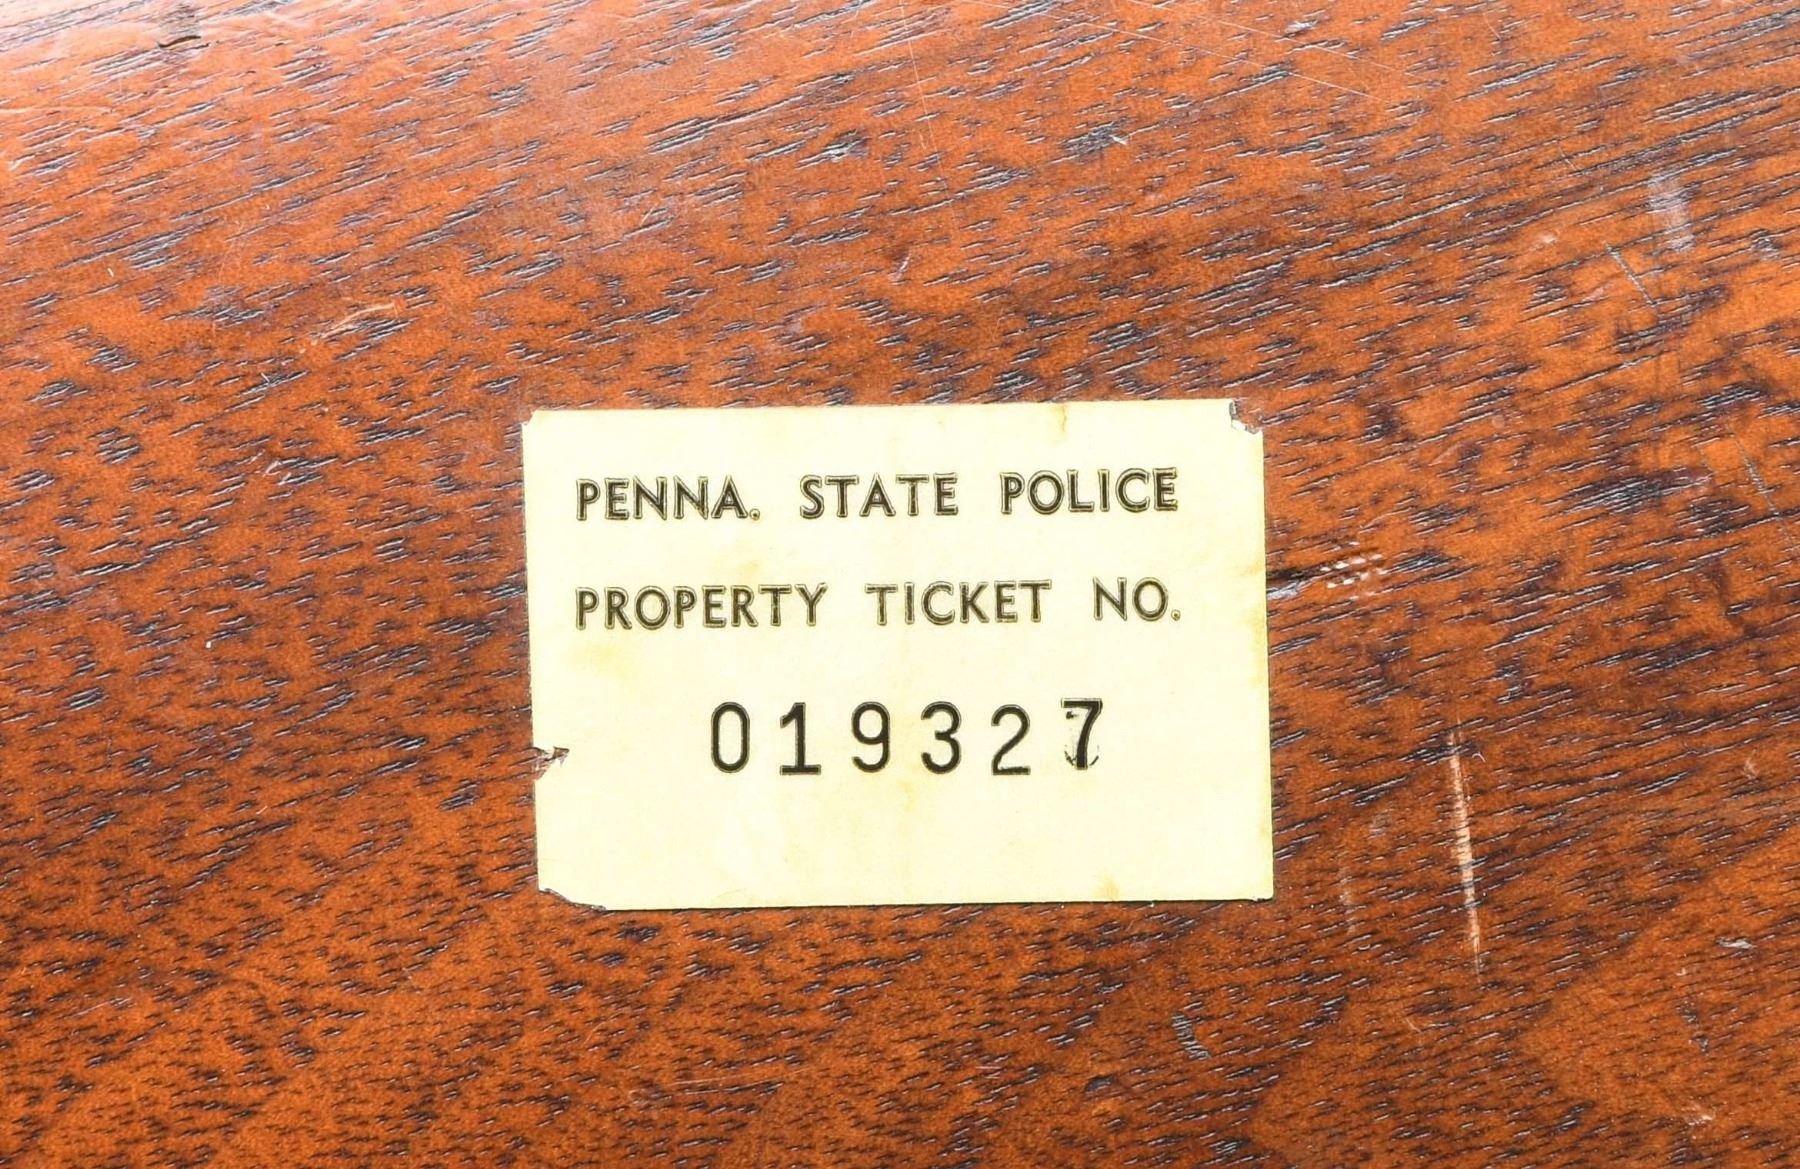 PENNA. STATE POLICE
PROPERTY TICKET NO.
019327